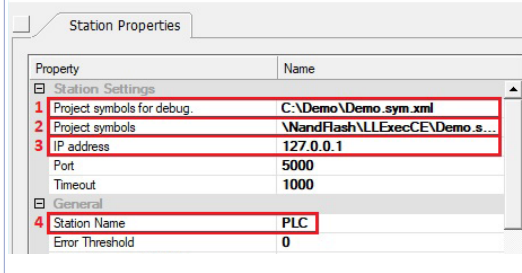 Station Properties
Property Name
Station Settings
1 Project symbols for debug. C:\Demo\Demo.sym.xml
2 Project symbols \NandFlash\LLExecCE\Demo.s...
3 IP address 127.0.0.1
Port 5000
Timeout 1000
General
4 Station Name PLC
Error Threshold 0